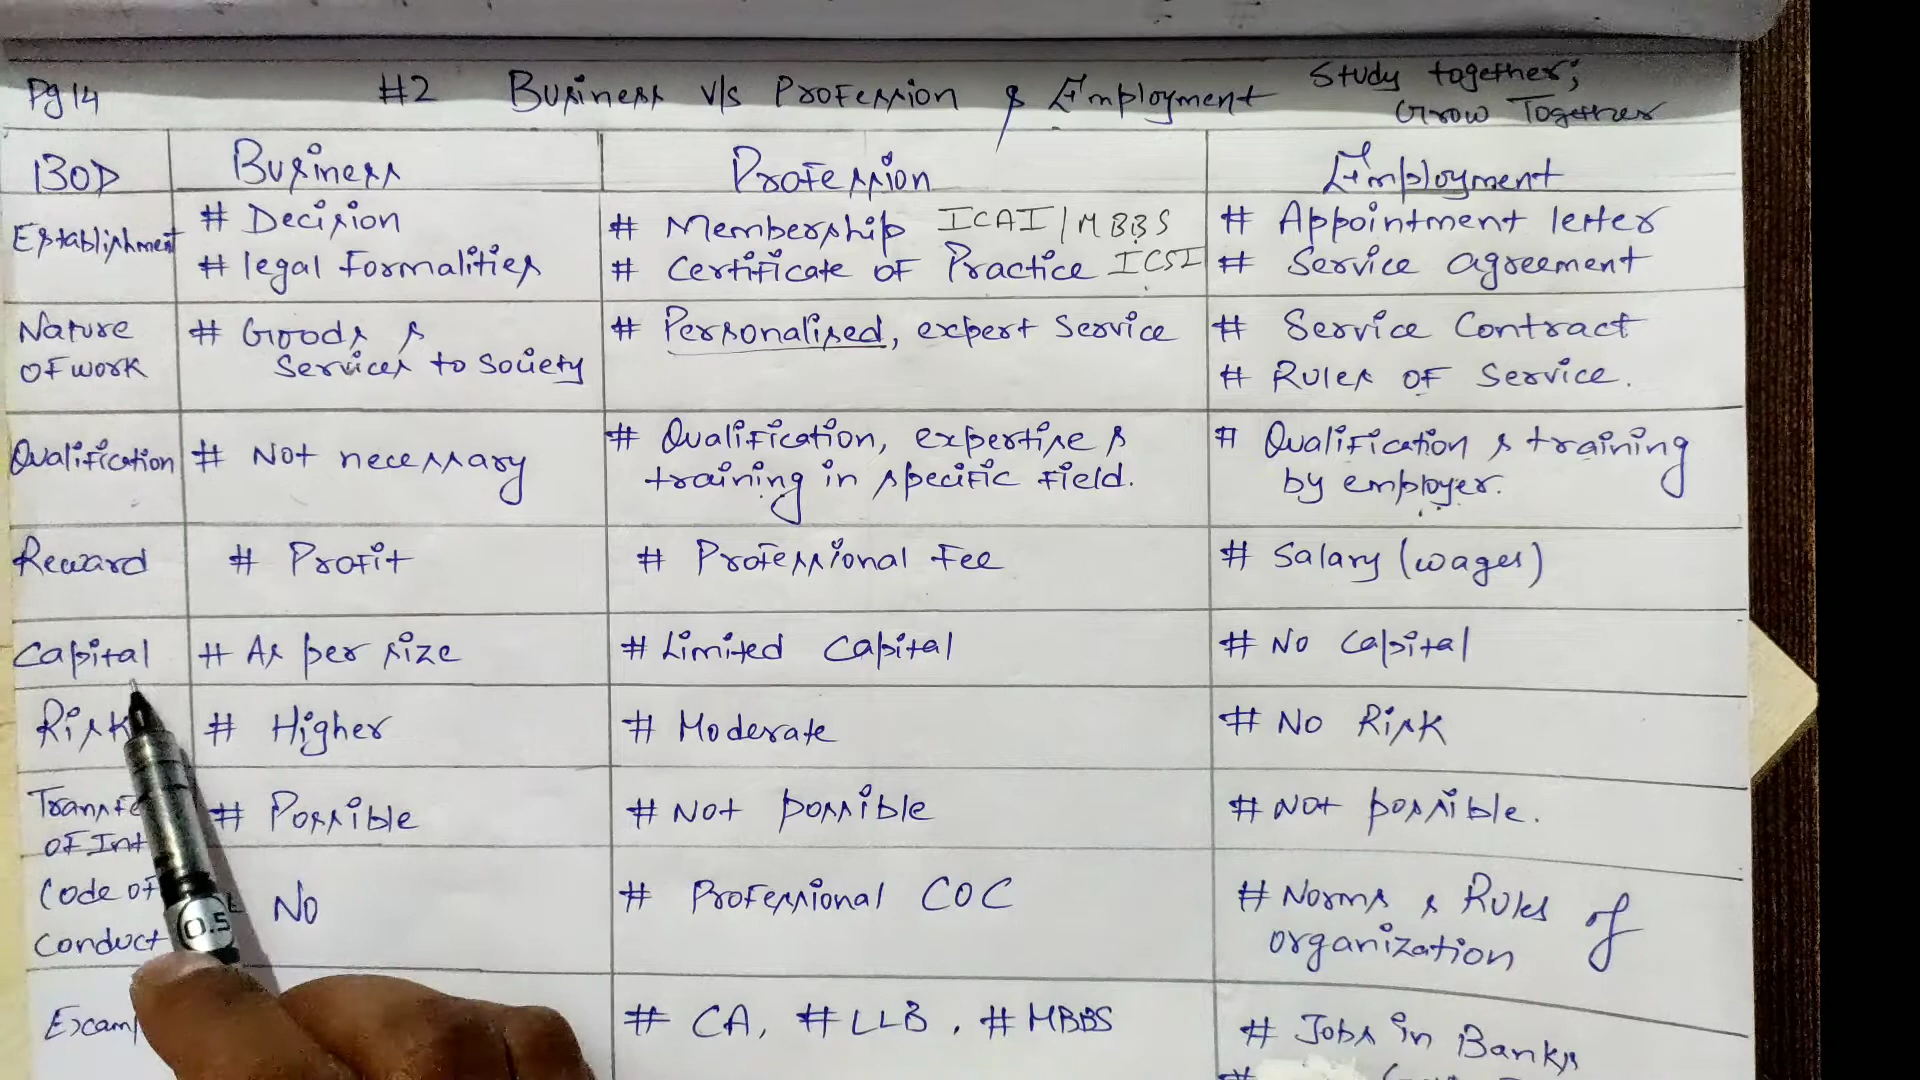 Pg 14
#2 Business v/s Profession & Employment
Study together;
Grow Together
BOD
Business
Profession
Employment
Establishment
# Decision
# legal Formalities
# Membership ICAI / MBBS
# Certificate of Practice ICSI
# Appointment letter
# Service agreement
Nature
of work
# Goods &
Services to Society
# Personalised, expert Service
# Service Contract
# Rules of Service.
Qualification
# Not necessary
# Qualification, expertise &
training in specific Field.
# Qualification & training
by employer.
Reward
# Profit
# Professional Fee
# Salary (wages)
Capital
# As per size
# Limited Capital
# No Capital
Risk
# Higher
# Moderate
# No Risk
of Int
# Possible
# Not possible
# Not possible.
Code of
Conduct
No
# Professional COC
# Norms & Rules of
organization
# CA, # LLB, # MBBS
# Jobs in Banks
0.5